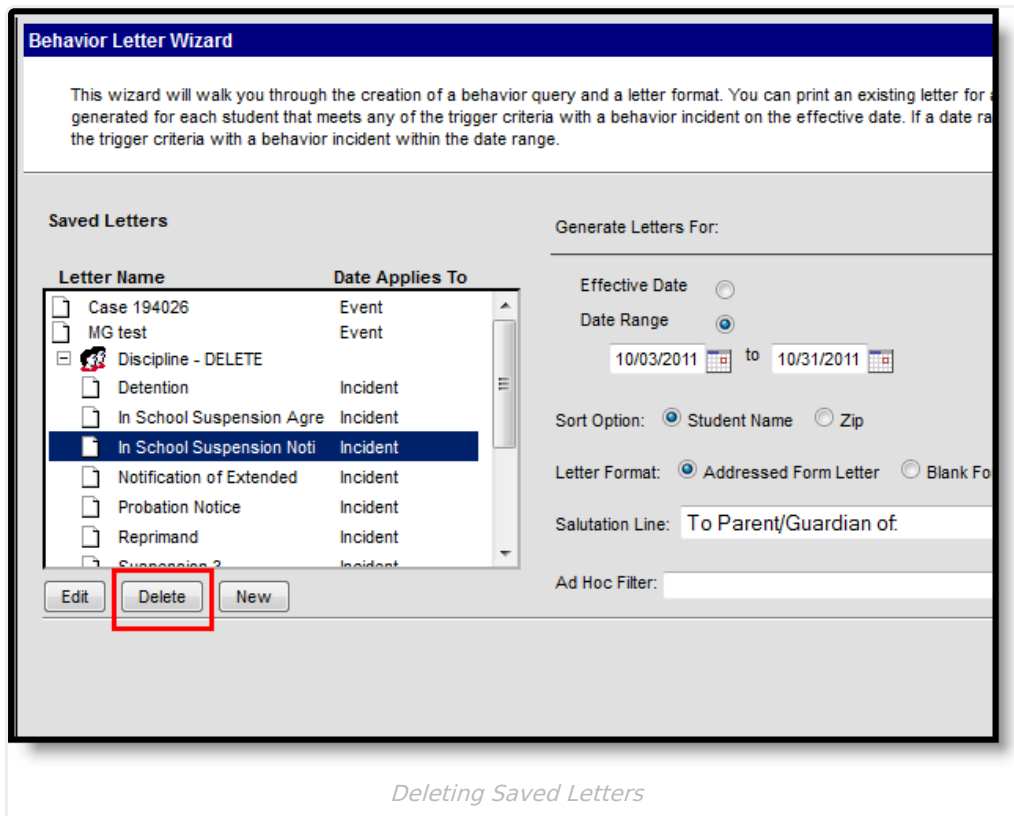 Behavior Letter Wizard
This wizard will walk you through the creation of a behavior query and a letter format. You can print an existing letter for
generated for each student that meets any of the trigger criteria with a behavior incident on the effective date. If a date ra
the trigger criteria with a behavior incident within the date range.
Saved Letters
Letter Name Date Applies To
Case 194026 Event
MG test Event
Discipline - DELETE
Detention Incident
In School Suspension Agre Incident
In School Suspension Noti Incident
Notification of Extended Incident
Probation Notice Incident
Reprimand Incident
Suspension 3 Incident
Edit Delete New
Generate Letters For:
Effective Date
Date Range
10/03/2011 to 10/31/2011
Sort Option: Student Name Zip
Letter Format: Addressed Form Letter Blank Fo
Salutation Line: To Parent/Guardian of:
Ad Hoc Filter:
Deleting Saved Letters